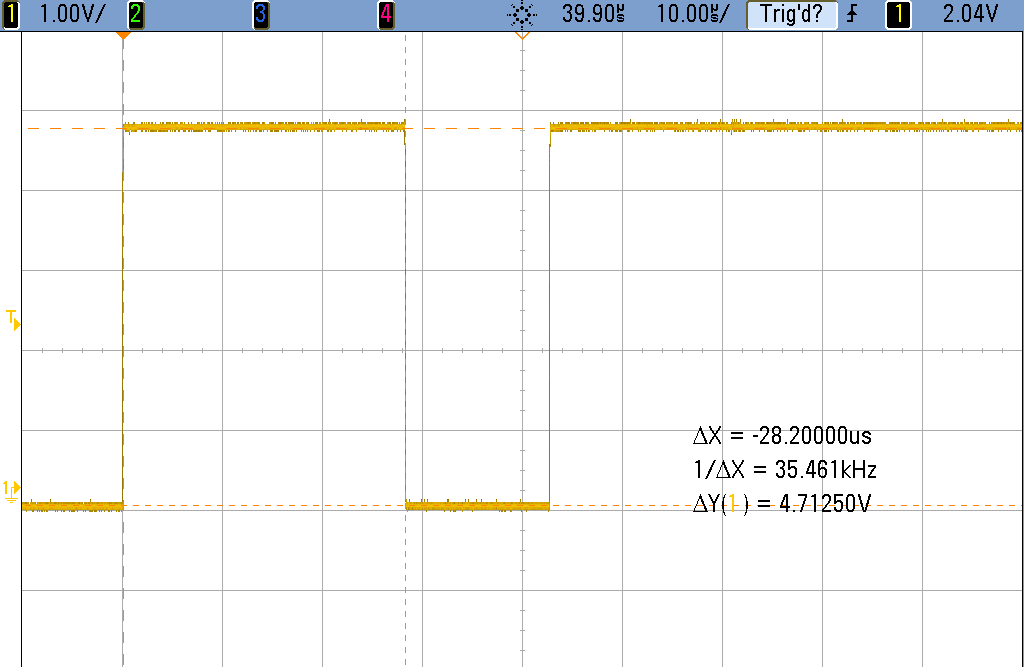 1 1.00V/ 2 3 4 39.90us 10.00us/ Trig'd? 1 2.04V
T
ΔX = -28.20000us
1/ΔX = 35.461kHz
1
ΔY(1) = 4.71250V